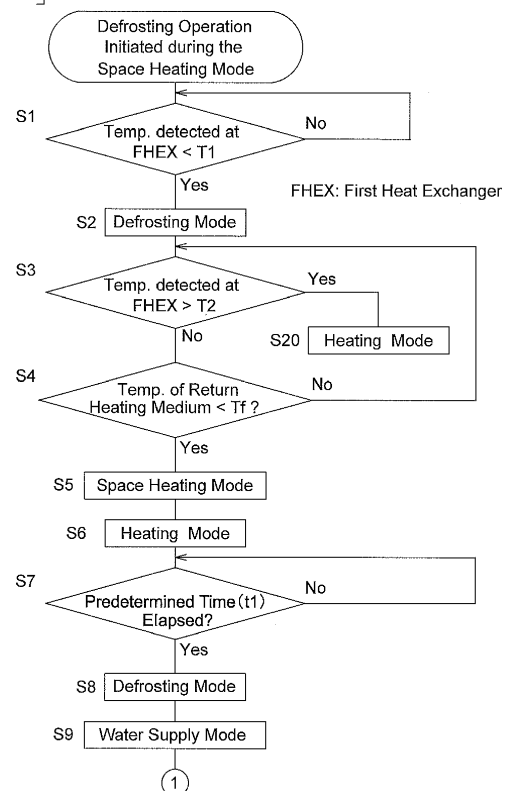 Defrosting Operation
Initiated during the
Space Heating Mode
S1
Temp. detected at
FHEX < T1
No
Yes
FHEX: First Heat Exchanger
S2
Defrosting Mode
S3
Temp. detected at
FHEX > T2
Yes
No
S20
Heating Mode
S4
Temp. of Return
Heating Medium < Tf ?
No
Yes
S5
Space Heating Mode
S6
Heating Mode
S7
Predetermined Time(t1)
Elapsed?
No
Yes
S8
Defrosting Mode
S9
Water Supply Mode
1